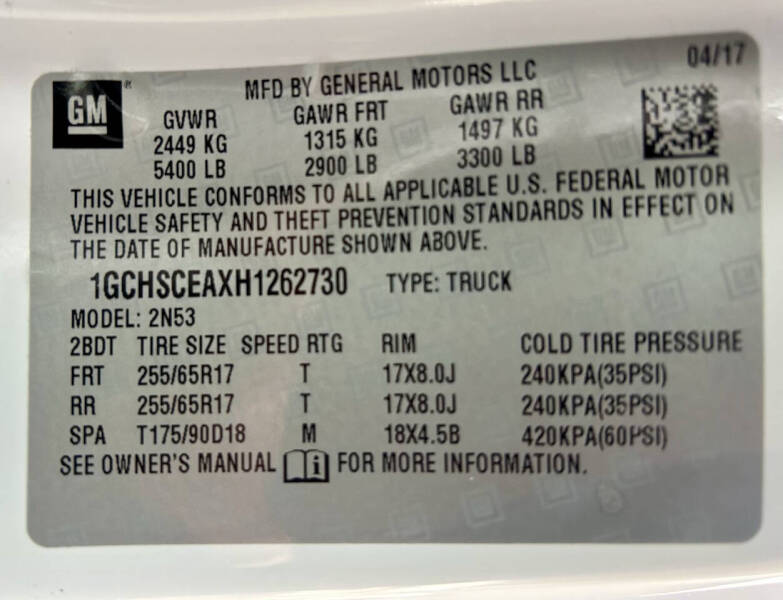 04/17
GM ® MFD BY GENERAL MOTORS LLC
GVWR GAWR FRT GAWR RR
2449 KG 1315 KG 1497 KG
5400 LB 2900 LB 3300 LB
THIS VEHICLE CONFORMS TO ALL APPLICABLE U.S. FEDERAL MOTOR
VEHICLE SAFETY AND THEFT PREVENTION STANDARDS IN EFFECT ON
THE DATE OF MANUFACTURE SHOWN ABOVE.
1GCHSCEAXH1262730 TYPE: TRUCK
MODEL: 2N53
2BDT TIRE SIZE SPEED RTG RIM COLD TIRE PRESSURE
FRT 255/65R17 T 17X8.0J 240KPA(35PSI)
RR 255/65R17 T 17X8.0J 240KPA(35PSI)
SPA T175/90D18 M 18X4.5B 420KPA(60PSI)
SEE OWNER'S MANUAL i FOR MORE INFORMATION.